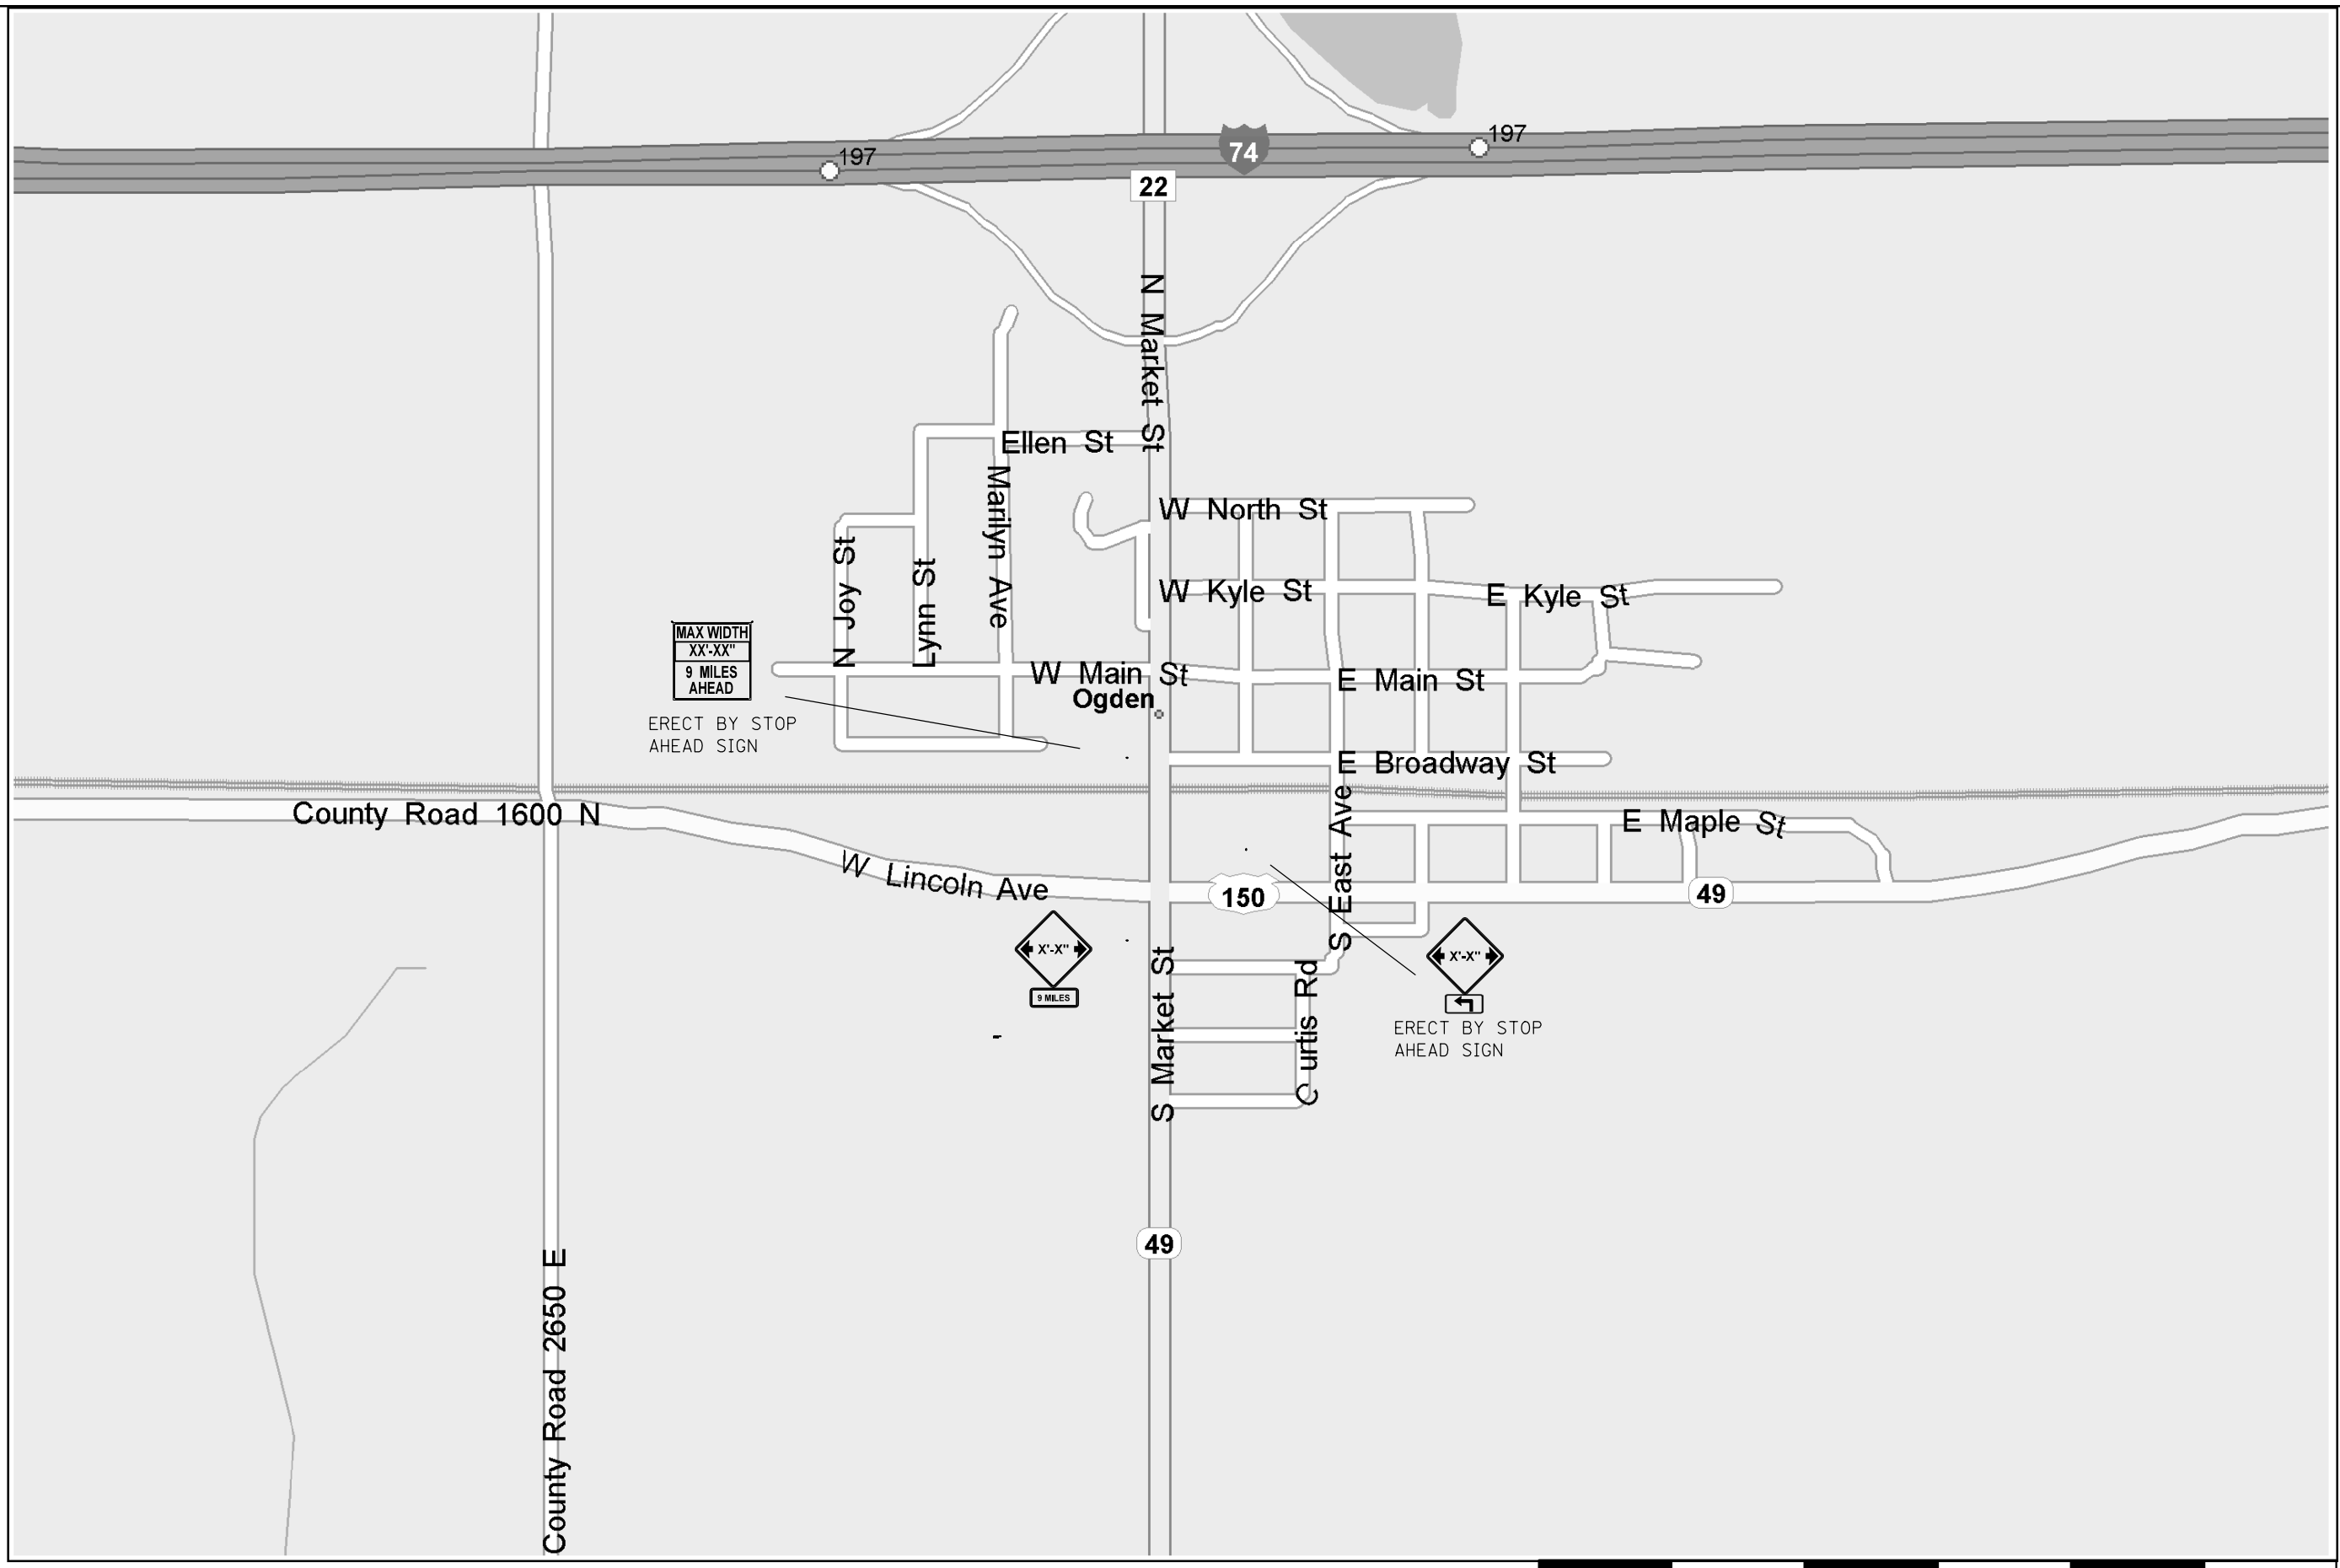 197
74
197
22
N Market St
Ellen St
Marilyn Ave
W North St
N Joy St
Lynn St
W Kyle St
E Kyle St
MAX WIDTH
XX'-XX"
9 MILES
AHEAD
ERECT BY STOP
AHEAD SIGN
W Main St
E Main St
Ogden
E Broadway St
County Road 1600 N
E Maple St
W Lincoln Ave
150
S East Ave
49
X'-X"
9 MILES
X'-X"
ERECT BY STOP
AHEAD SIGN
S Market St
Curtis Rd
49
County Road 2650 E